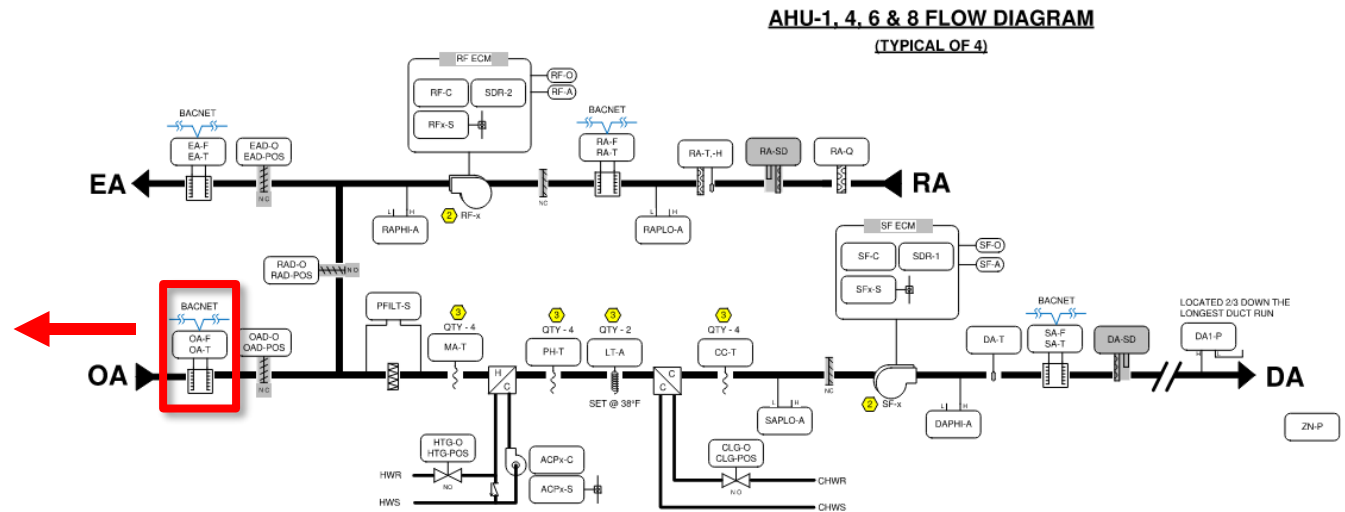 AHU-1, 4, 6 & 8 FLOW DIAGRAM
(TYPICAL OF 4)
RF ECM
RF-C
SDR-2
RFx-S
RF-O
RF-A
BACNET
EA-F
EA-T
EAD-O
EAD-POS
NC
BACNET
RA-F
RA-T
RA-T,-H
RA-SD
RA-Q
EA
RA
L H
RAPHI-A
2 RF-x
NC
L H
RAPLO-A
SF ECM
SF-C
SDR-1
SFx-S
SF-O
SF-A
RAD-O
RAD-POS
NO
BACNET
OA-F
OA-T
OAD-O
OAD-POS
NC
PFILT-S
3
QTY - 4
MA-T
3
QTY - 4
PH-T
3
QTY - 2
LT-A
SET @ 38°F
3
QTY - 4
CC-T
DA-T
BACNET
SA-F
SA-T
DA-SD
LOCATED 2/3 DOWN THE
LONGEST DUCT RUN
DA1-P
H
OA
H
C
C
C
NC
2 SF-x
DA
L H
SAPLO-A
L H
DAPHI-A
ZN-P
HTG-O
HTG-POS
NO
HWR
HWS
ACPx-C
ACPx-S
CLG-O
CLG-POS
NO
CHWR
CHWS